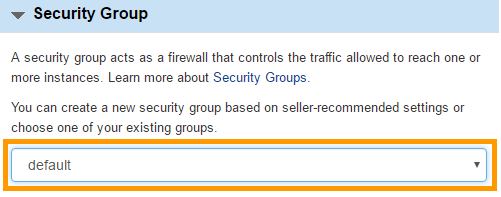 Security Group
A security group acts as a firewall that controls the traffic allowed to reach one or
more instances. Learn more about Security Groups.
You can create a new security group based on seller-recommended settings or
choose one of your existing groups.
default